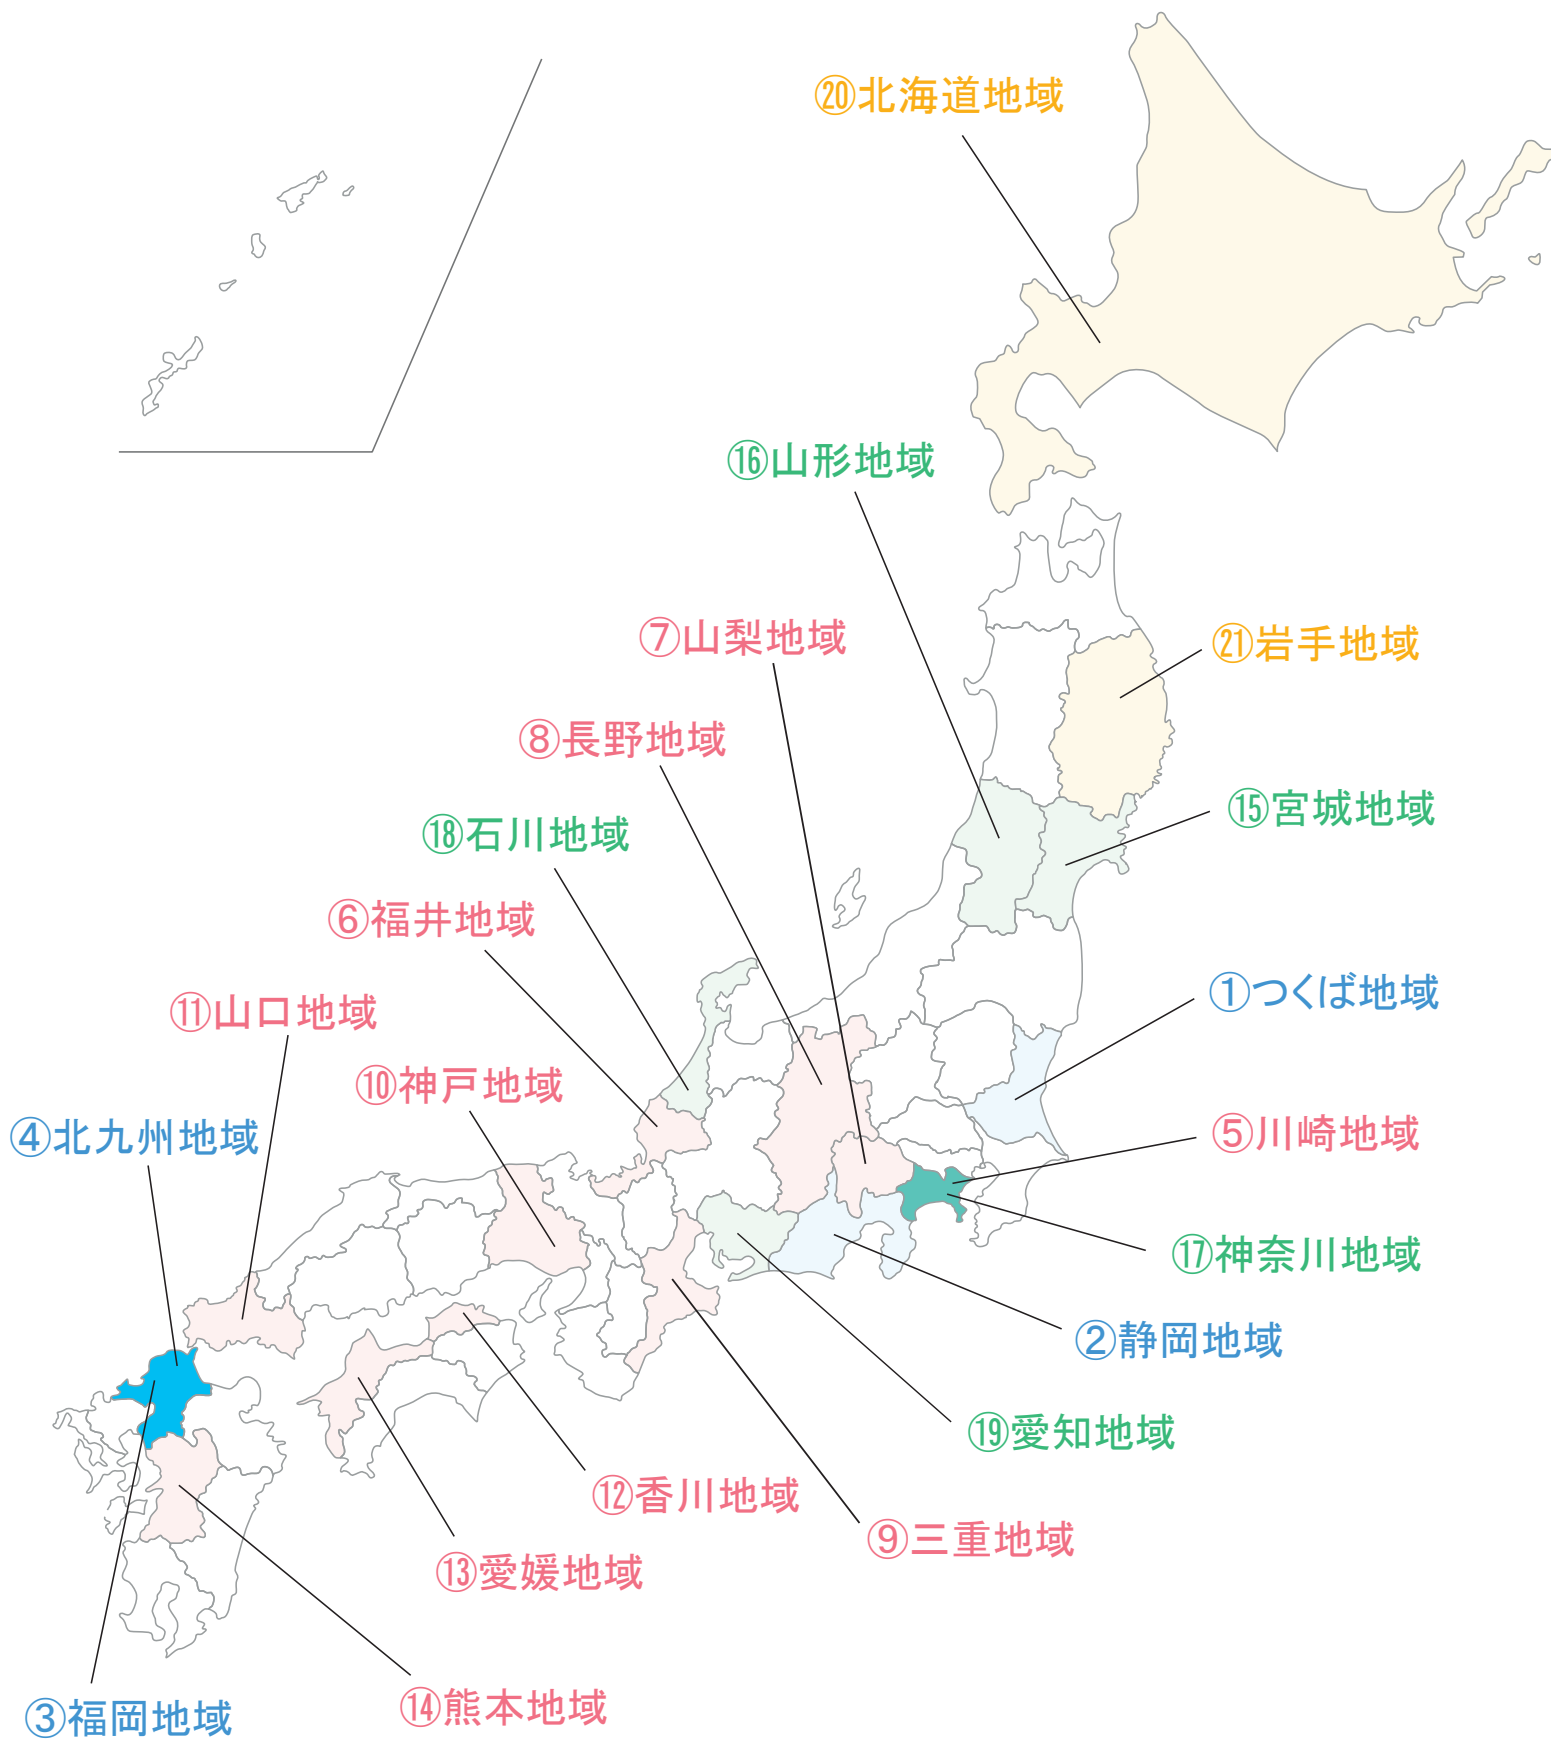 ⑳北海道地域
⑯山形地域
⑦山梨地域
㉑岩手地域
⑧長野地域
⑮宮城地域
⑱石川地域
⑥福井地域
①つくば地域
⑪山口地域
⑩神戸地域
④北九州地域
⑤川崎地域
⑰神奈川地域
②静岡地域
⑲愛知地域
⑫香川地域
⑨三重地域
⑬愛媛地域
⑭熊本地域
③福岡地域